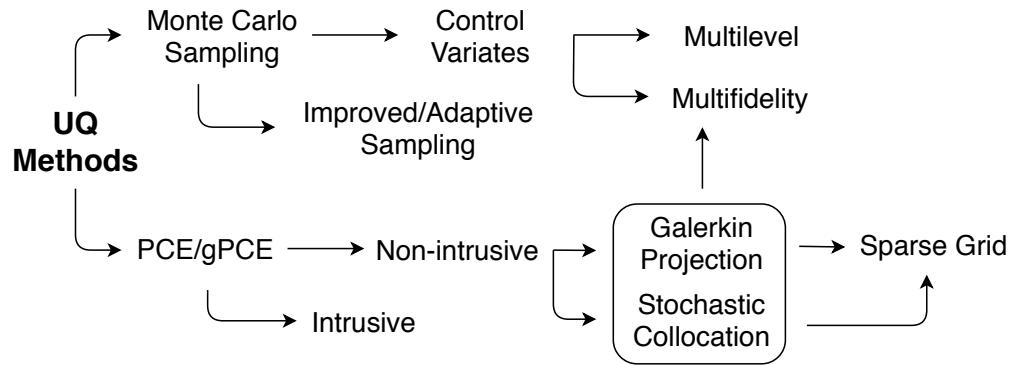 Monte Carlo
Sampling
Control
Variates
Multilevel
Multifidelity
Improved/Adaptive
Sampling
UQ
Methods
PCE/gPCE
Non-intrusive
Galerkin
Projection
Sparse Grid
Intrusive
Stochastic
Collocation